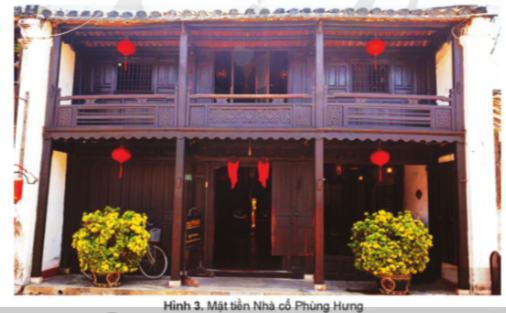 Hình 3. Mặt tiền Nhà cổ Phùng Hưng